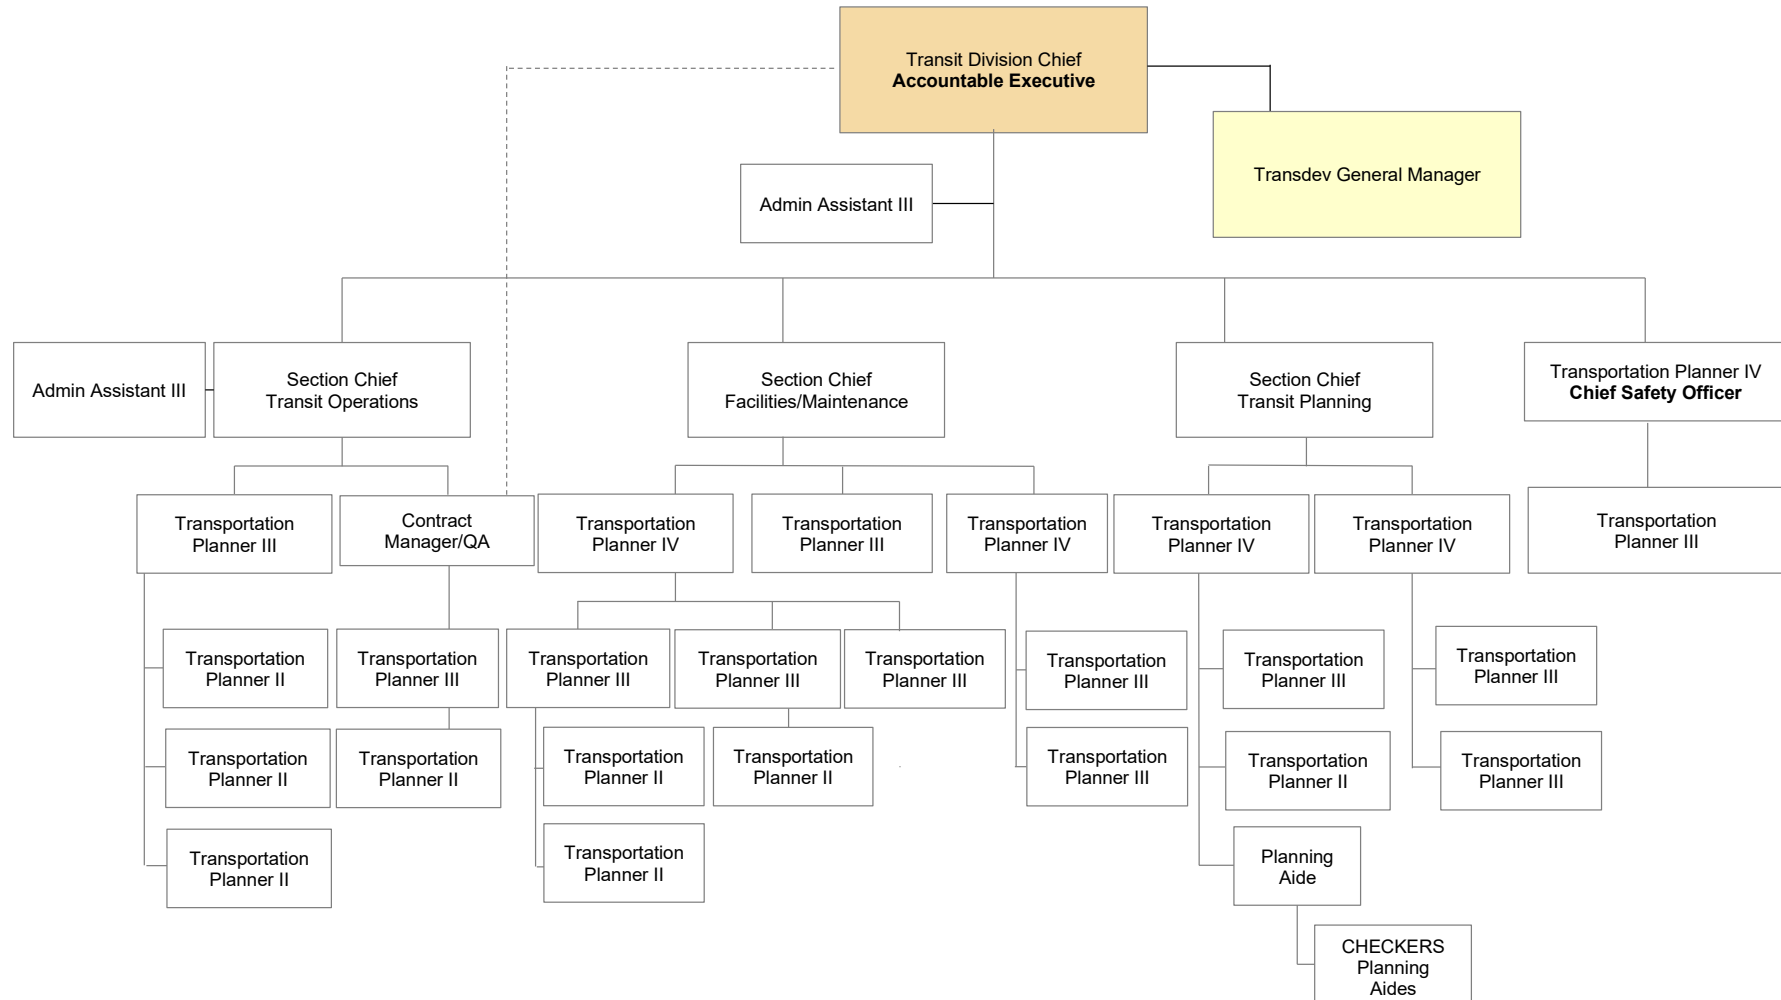 Transit Division Chief
Accountable Executive
Transdev General Manager
Admin Assistant III
Admin Assistant III
Section Chief
Transit Operations
Section Chief
Facilities/Maintenance
Section Chief
Transit Planning
Transportation Planner IV
Chief Safety Officer
Transportation
Planner III
Contract
Manager/QA
Transportation
Planner IV
Transportation
Planner III
Transportation
Planner IV
Transportation
Planner IV
Transportation
Planner IV
Transportation
Planner III
Transportation
Planner II
Transportation
Planner III
Transportation
Planner III
Transportation
Planner III
Transportation
Planner III
Transportation
Planner III
Transportation
Planner III
Transportation
Planner III
Transportation
Planner II
Transportation
Planner II
Transportation
Planner II
Transportation
Planner II
Transportation
Planner III
Transportation
Planner II
Transportation
Planner III
Transportation
Planner II
Transportation
Planner II
Planning
Aide
CHECKERS
Planning
Aides